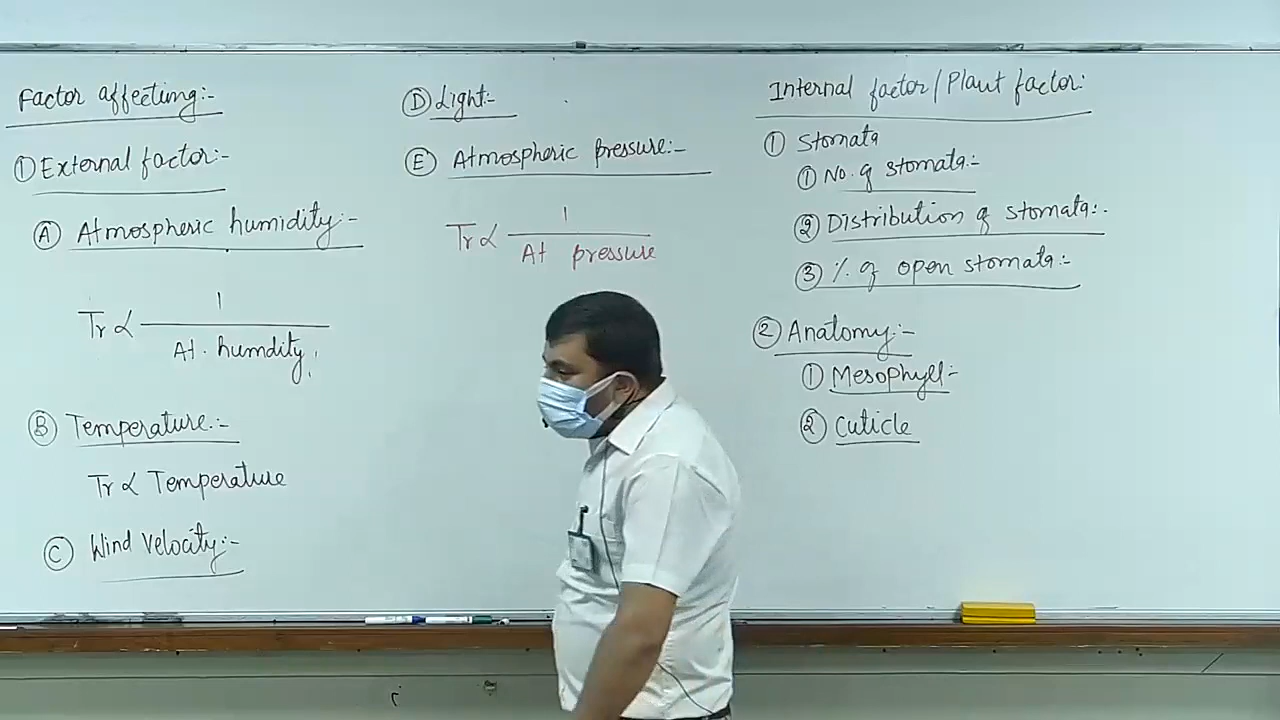 Factor affecting:-
① External factor:-
Ⓐ Atmospheric humidity:-
Tr ∝ 1
At. humdity
Ⓑ Temperature:-
Tr ∝ Temperature
Ⓒ Wind Velocity:-
Ⓓ Light:-
Ⓔ Atmospheric pressure:-
Tr ∝ 1
At pressure
Internal factor/Plant factor:
① Stomata
① No. of stomata:-
② Distribution of stomata:-
③ % of open stomata:-
② Anatomy:-
① Mesophyll:-
② Cuticle